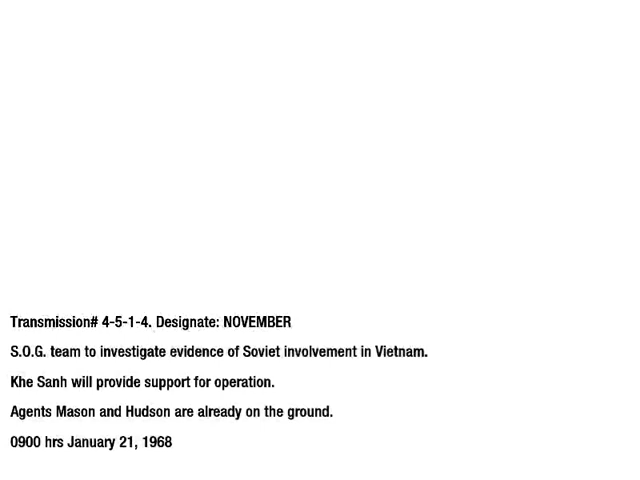 Transmission# 4-5-1-4. Designate: NOVEMBER
S.O.G. team to investigate evidence of Soviet involvement in Vietnam.
Khe Sanh will provide support for operation.
Agents Mason and Hudson are already on the ground.
0900 hrs January 21, 1968